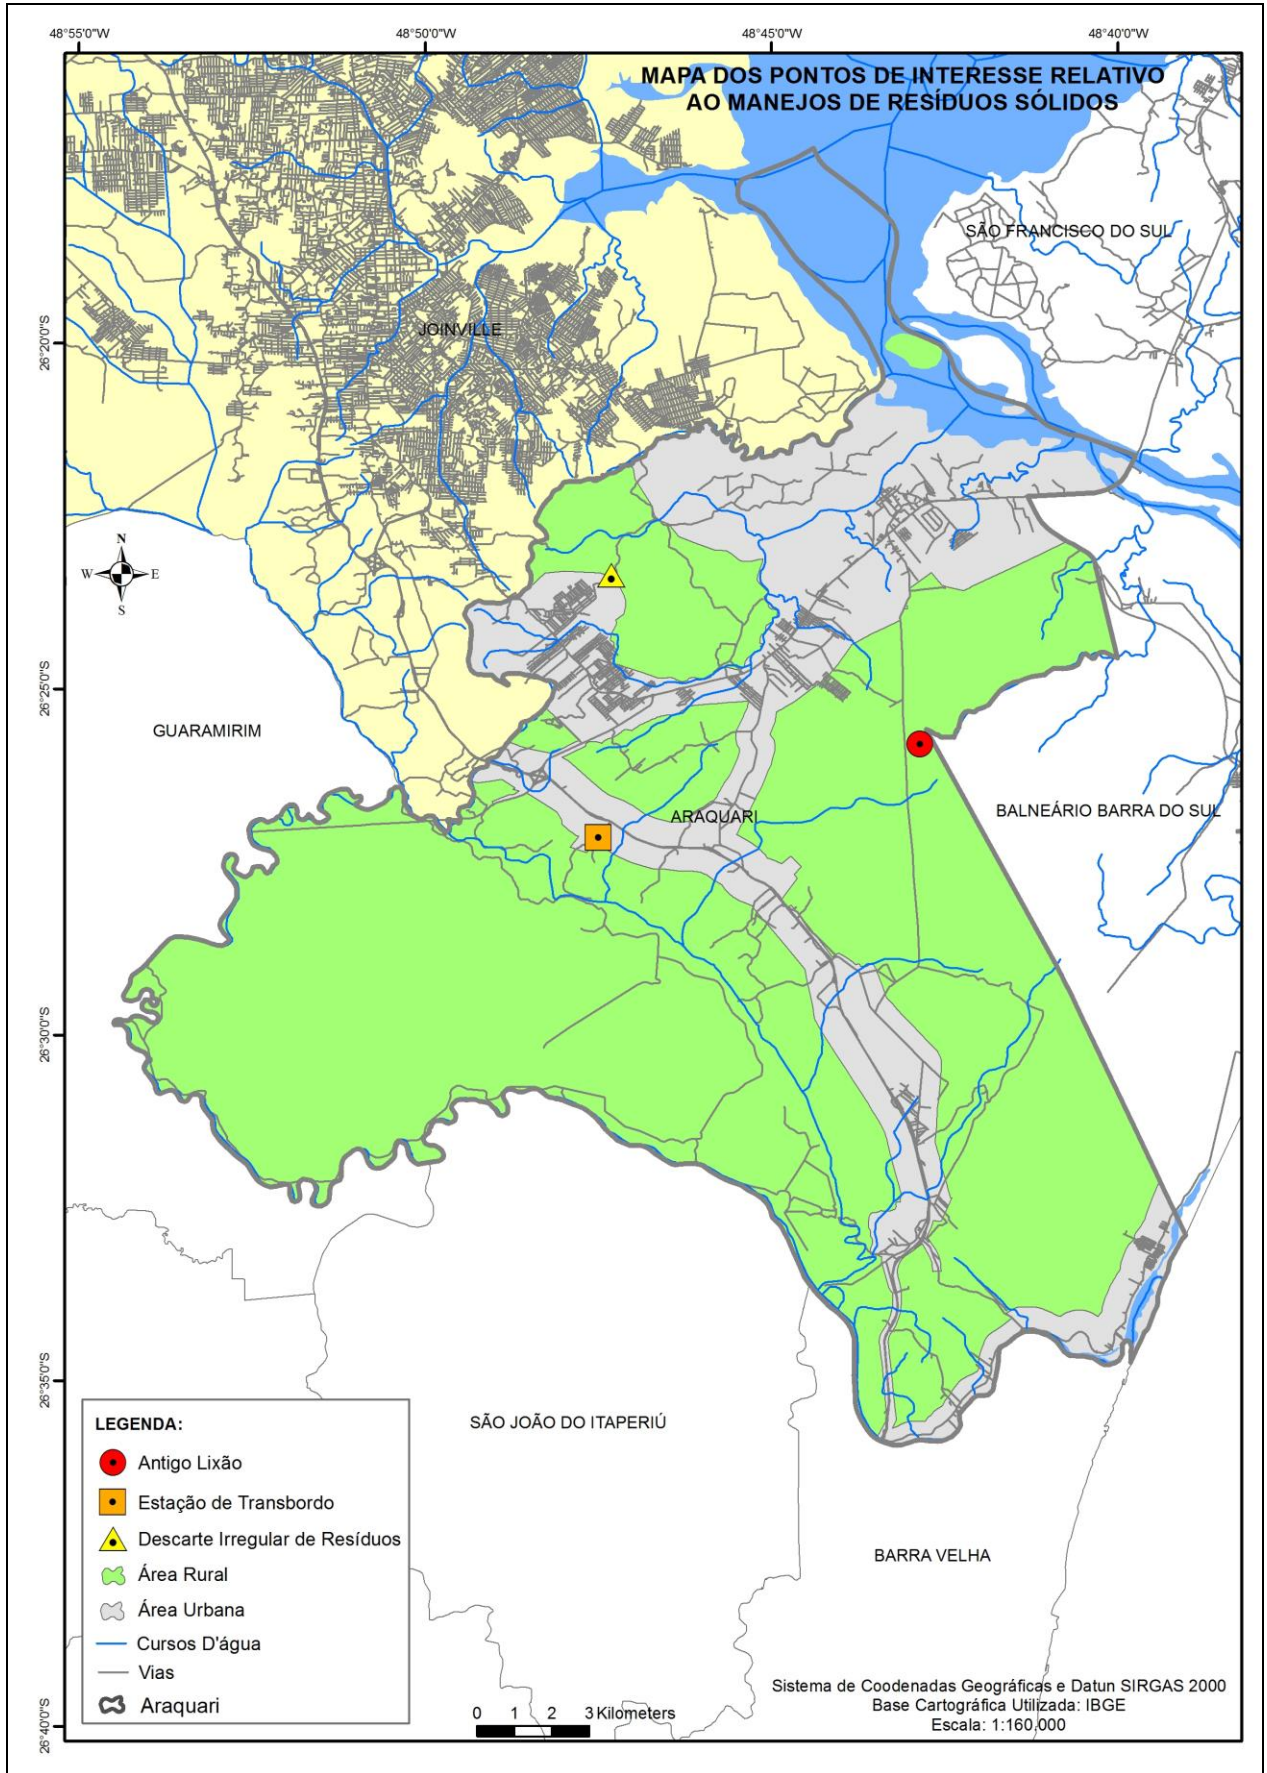 48°55'0"W
48°50'0"W
48°45'0"W
48°40'0"W
MAPA DOS PONTOS DE INTERESSE RELATIVO
AO MANEJOS DE RESÍDUOS SÓLIDOS
SÃO FRANCISCO DO SUL
JOINVILLE
26°20'0"S
N
W
E
S
26°25'0"S
GUARAMIRIM
ARAQUARI
BALNEÁRIO BARRA DO SUL
26°30'0"S
26°35'0"S
SÃO JOÃO DO ITAPERIÚ
BARRA VELHA
LEGENDA:
Antigo Lixão
Estação de Transbordo
Descarte Irregular de Resíduos
Área Rural
Área Urbana
Cursos D'água
Vias
Araquari
0 1 2 3 Kilometers
Sistema de Coodenadas Geográficas e Datun SIRGAS 2000
Base Cartográfica Utilizada: IBGE
Escala: 1:160.000
26°40'0"S